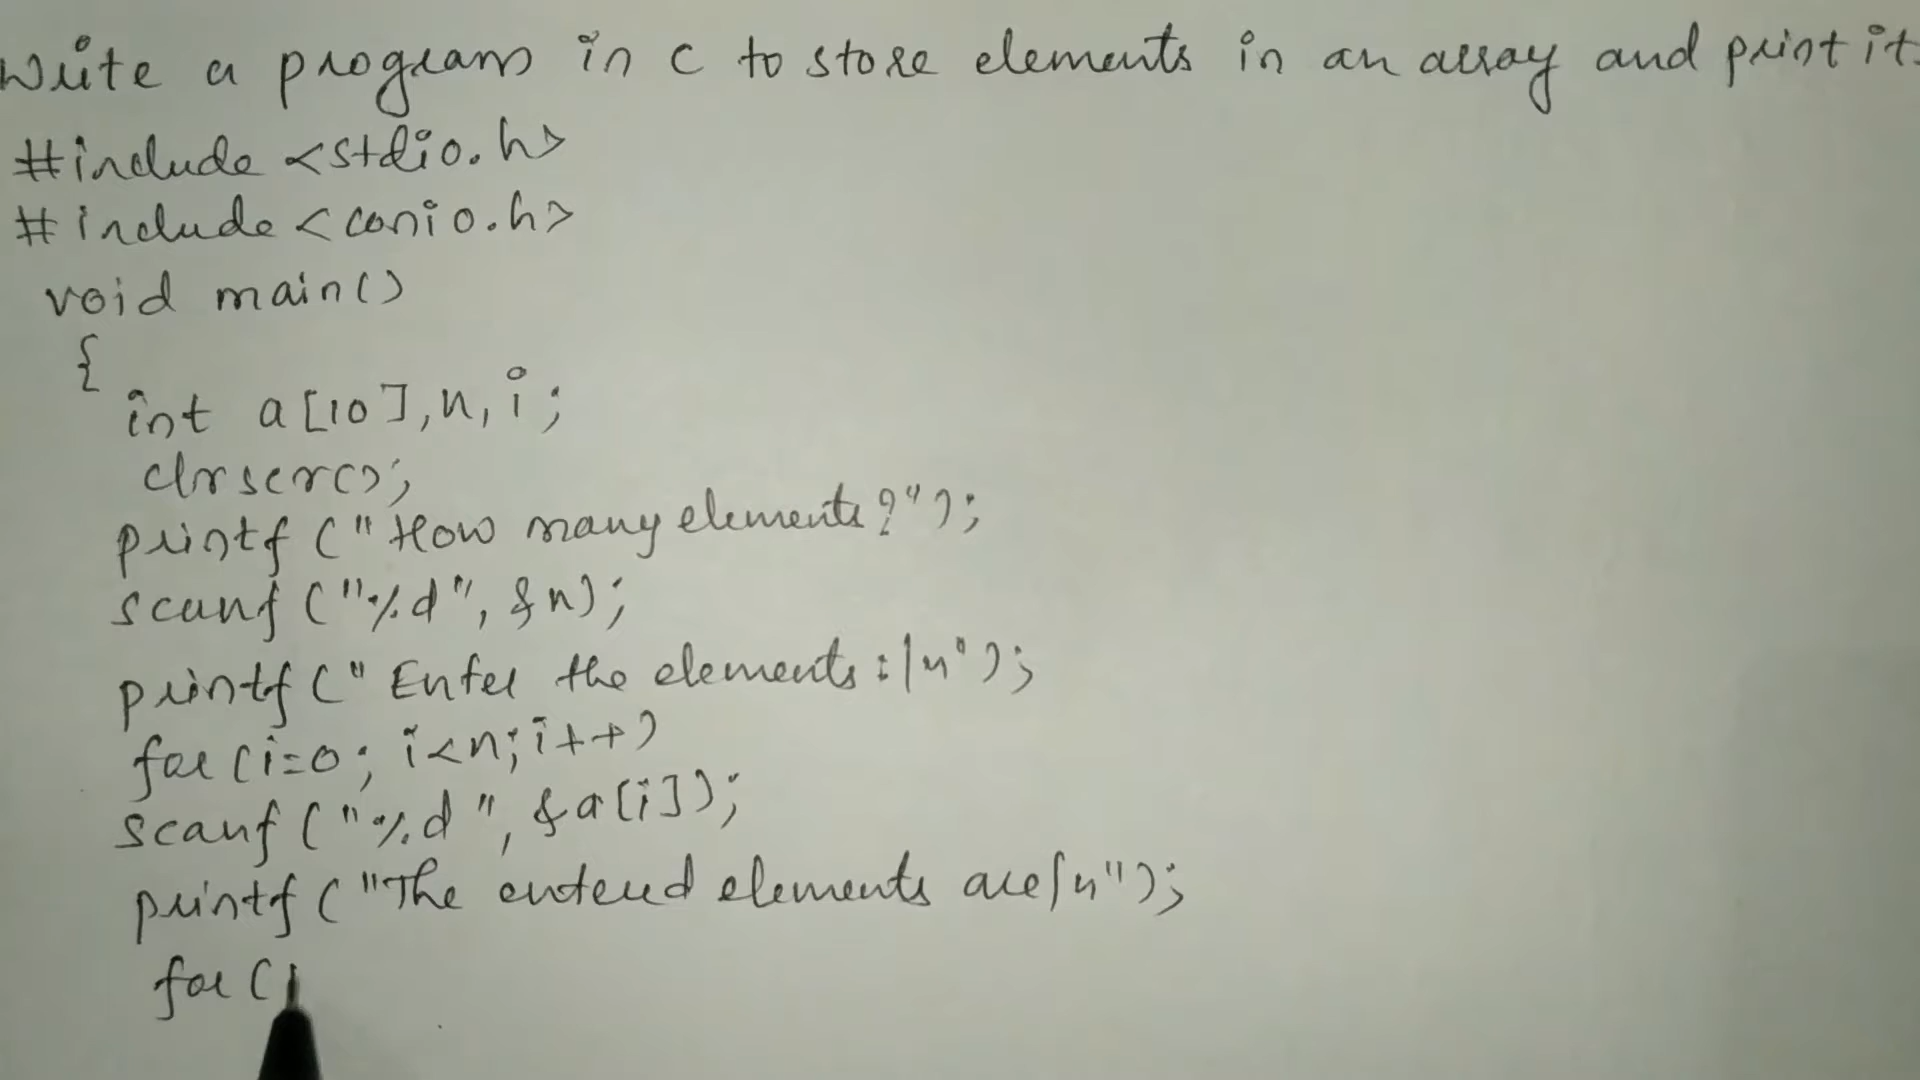 Write a program in c to store elements in an array and print it.
#include <stdio.h>
#include <conio.h>
void main()
{
int a[10], n, i;
clrscr();
printf ("How many elements?");
scanf ("%d", &n);
printf (" Enter the elements :\n");
for (i=0; i<n; i++)
scanf ("%d", &a[i]);
printf ("The entered elements are\n");
for (i